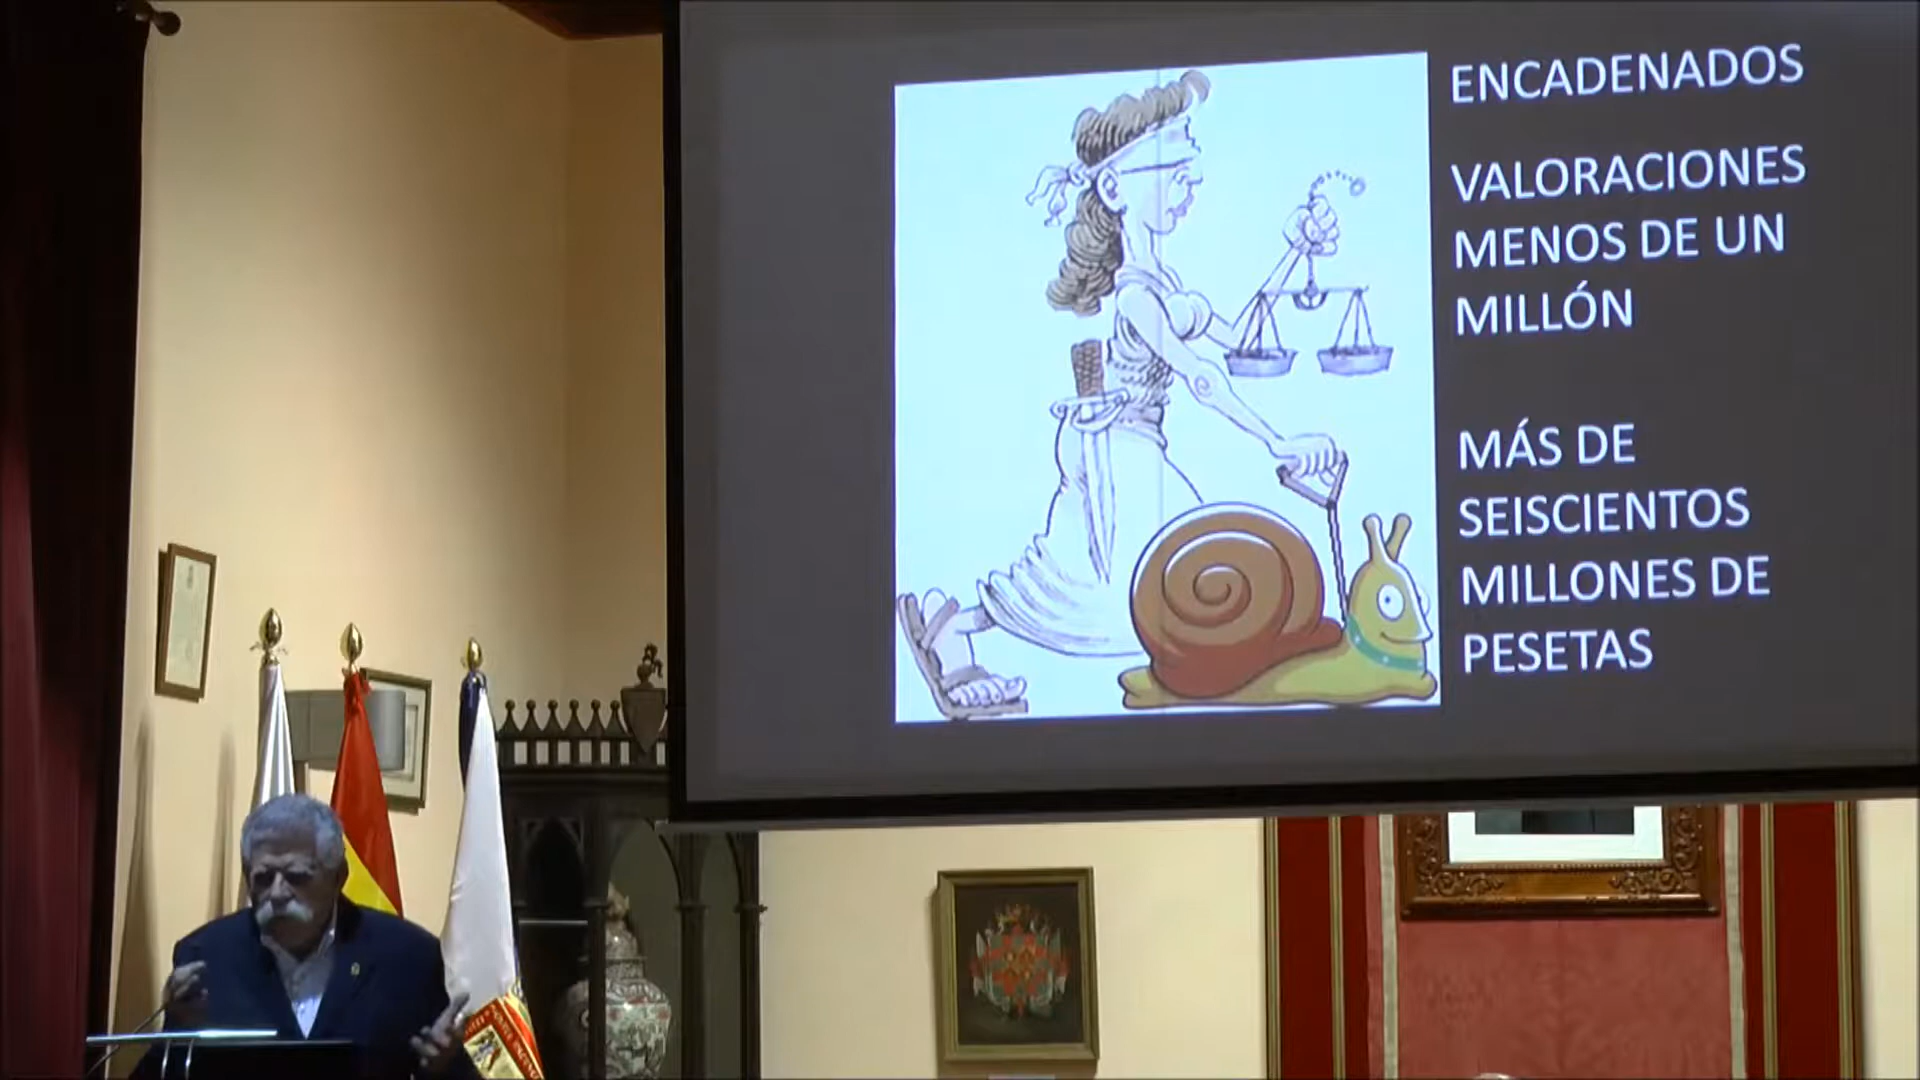 ENCADENADOS
VALORACIONES
MENOS DE UN
MILLÓN
MÁS DE
SEISCIENTOS
MILLONES DE
PESETAS